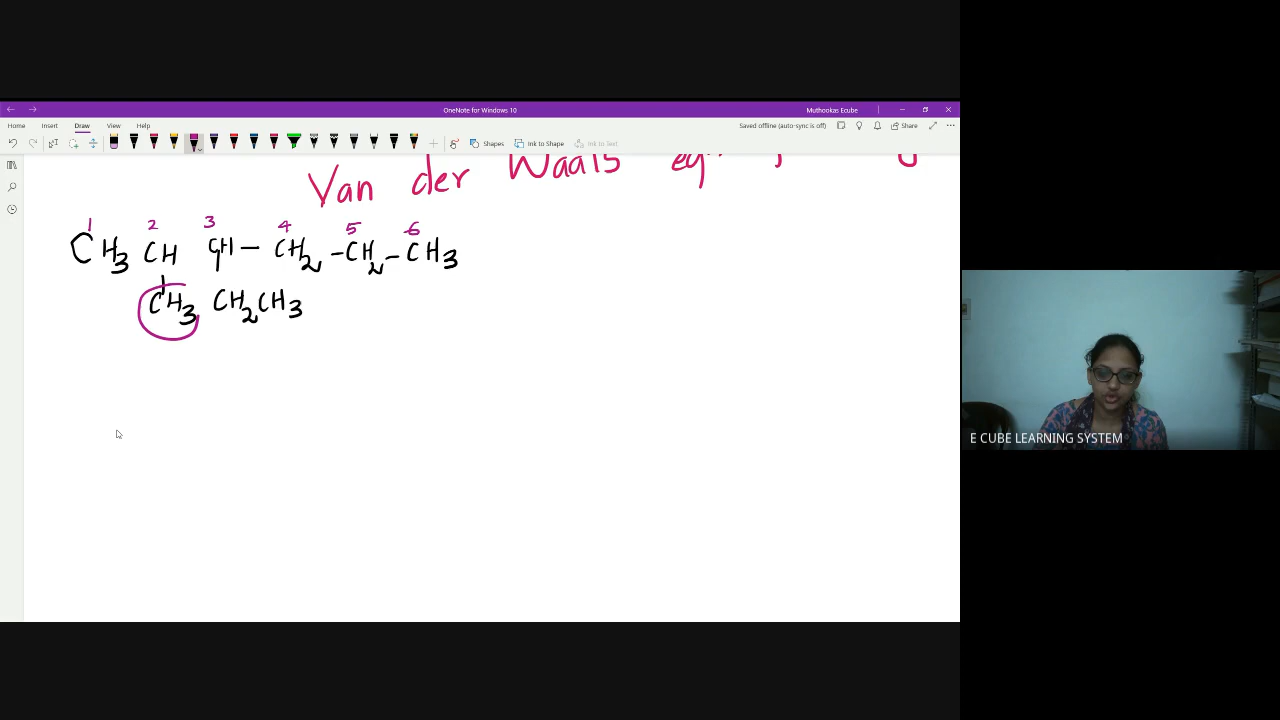 OneNote for Windows 10
Muthookas Ecube
Home Insert Draw View Help
Saved offline (auto-sync is off)
Share
Shapes
Ink to Shape
Ink to Text
Van der Waals
1 2 3 4 5 6
CH3 CH CH — CH2 – CH2 – CH3
CH3 CH2CH3
E CUBE LEARNING SYSTEM